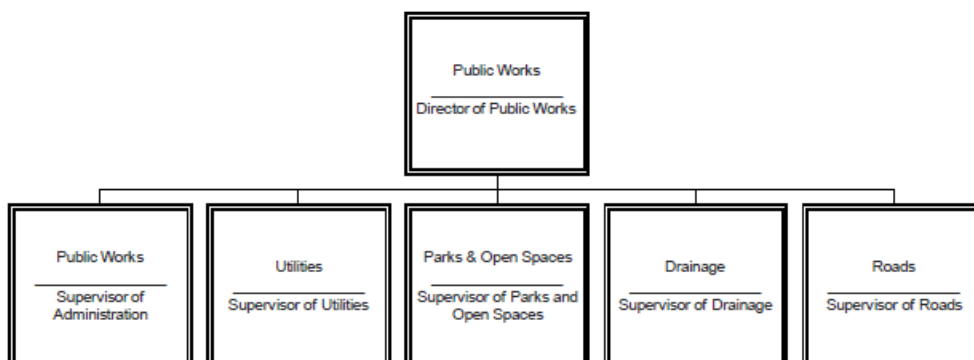 Public Works
Director of Public Works
Public Works
Supervisor of
Administration
Utilities
Supervisor of Utilities
Parks & Open Spaces
Supervisor of Parks and
Open Spaces
Drainage
Supervisor of Drainage
Roads
Supervisor of Roads